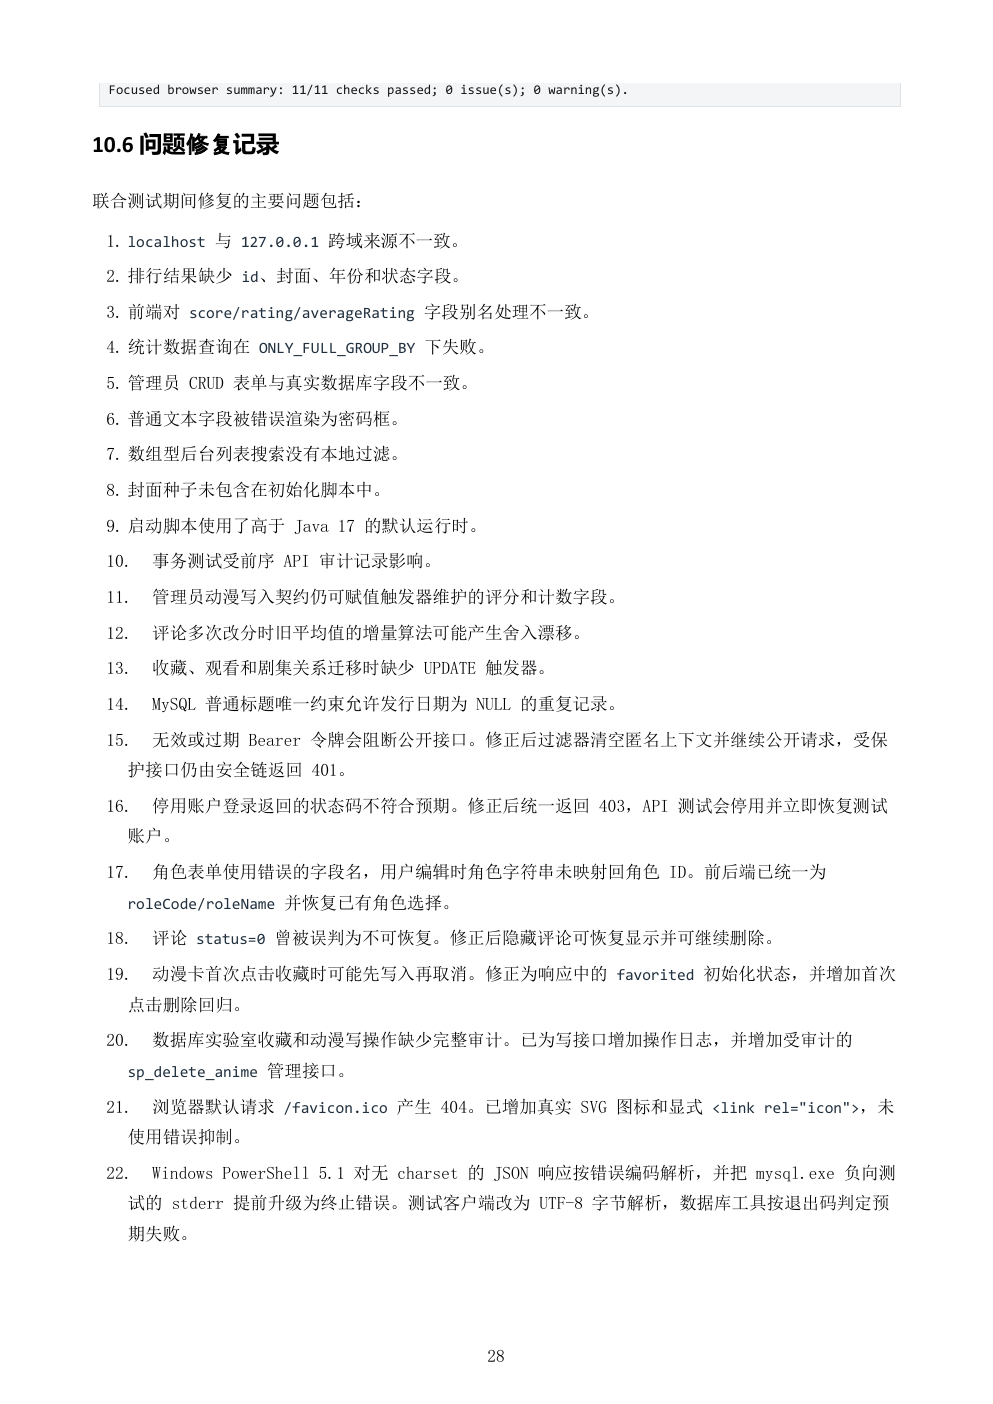 Focused browser summary: 11/11 checks passed; 0 issue(s); 0 warning(s).
10.6 问题修复记录
联合测试期间修复的主要问题包括：
1. localhost 与 127.0.0.1 跨域来源不一致。
2. 排行结果缺少 id、封面、年份和状态字段。
3. 前端对 score/rating/averageRating 字段别名处理不一致。
4. 统计数据查询在 ONLY_FULL_GROUP_BY 下失败。
5. 管理员 CRUD 表单与真实数据库字段不一致。
6. 普通文本字段被错误渲染为密码框。
7. 数组型后台列表搜索没有本地过滤。
8. 封面种子未包含在初始化脚本中。
9. 启动脚本使用了高于 Java 17 的默认运行时。
10. 事务测试受前序 API 审计记录影响。
11. 管理员动漫写入契约仍可赋值触发器维护的评分和计数字段。
12. 评论多次改分时旧平均值的增量算法可能产生舍入漂移。
13. 收藏、观看和剧集关系迁移时缺少 UPDATE 触发器。
14. MySQL 普通标题唯一约束允许发行日期为 NULL 的重复记录。
15. 无效或过期 Bearer 令牌会阻断公开接口。修正后过滤器清空匿名上下文并继续公开请求，受保
护接口仍由安全链返回 401。
16. 停用账户登录返回的状态码不符合预期。修正后统一返回 403，API 测试会停用并立即恢复测试
账户。
17. 角色表单使用错误的字段名，用户编辑时角色字符串未映射回角色 ID。前后端已统一为
roleCode/roleName 并恢复已有角色选择。
18. 评论 status=0 曾被误判为不可恢复。修正后隐藏评论可恢复显示并可继续删除。
19. 动漫卡首次点击收藏时可能先写入再取消。修正为响应中的 favorited 初始化状态，并增加首次
点击删除回归。
20. 数据库实验室收藏和动漫写操作缺少完整审计。已为写接口增加操作日志，并增加受审计的
sp_delete_anime 管理接口。
21. 浏览器默认请求 /favicon.ico 产生 404。已增加真实 SVG 图标和显式 <link rel="icon">，未
使用错误抑制。
22. Windows PowerShell 5.1 对无 charset 的 JSON 响应按错误编码解析，并把 mysql.exe 负向测
试的 stderr 提前升级为终止错误。测试客户端改为 UTF-8 字节解析，数据库工具按退出码判定预
期失败。
28